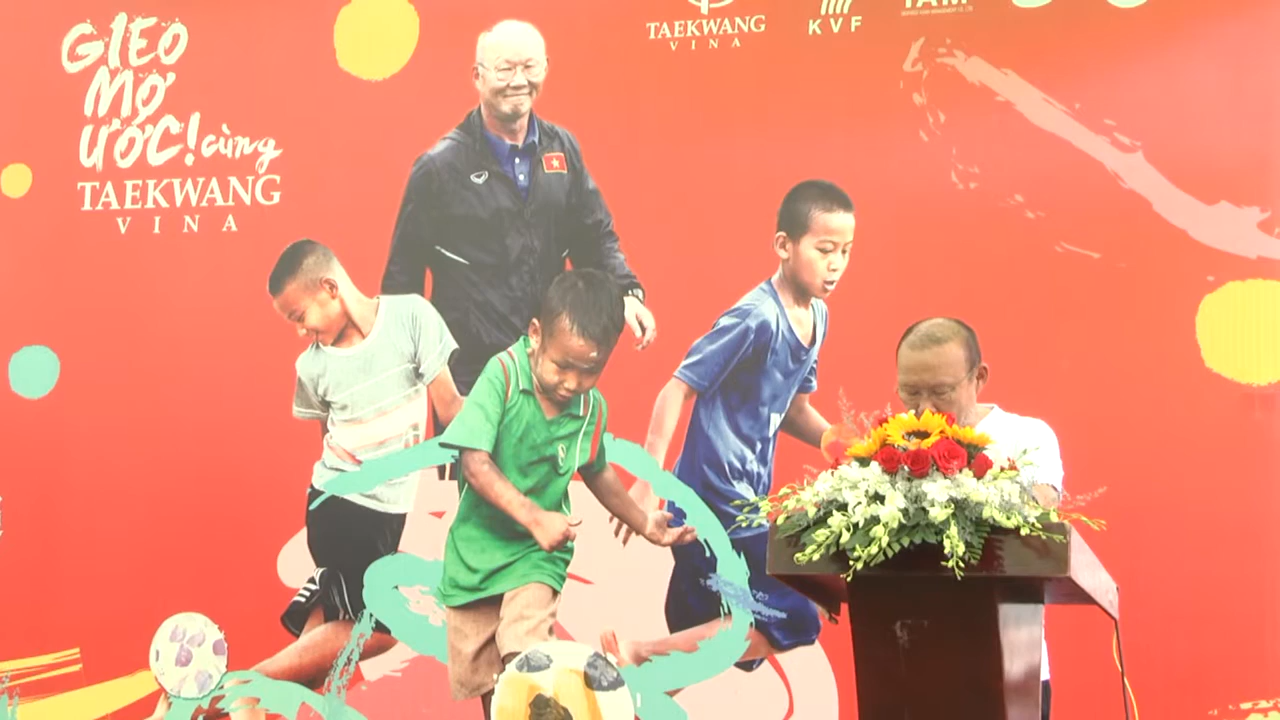 GIEO
MƠ
ƯỚC! cùng
TAEKWANG
VINA
TAEKWANG
VINA
KVF